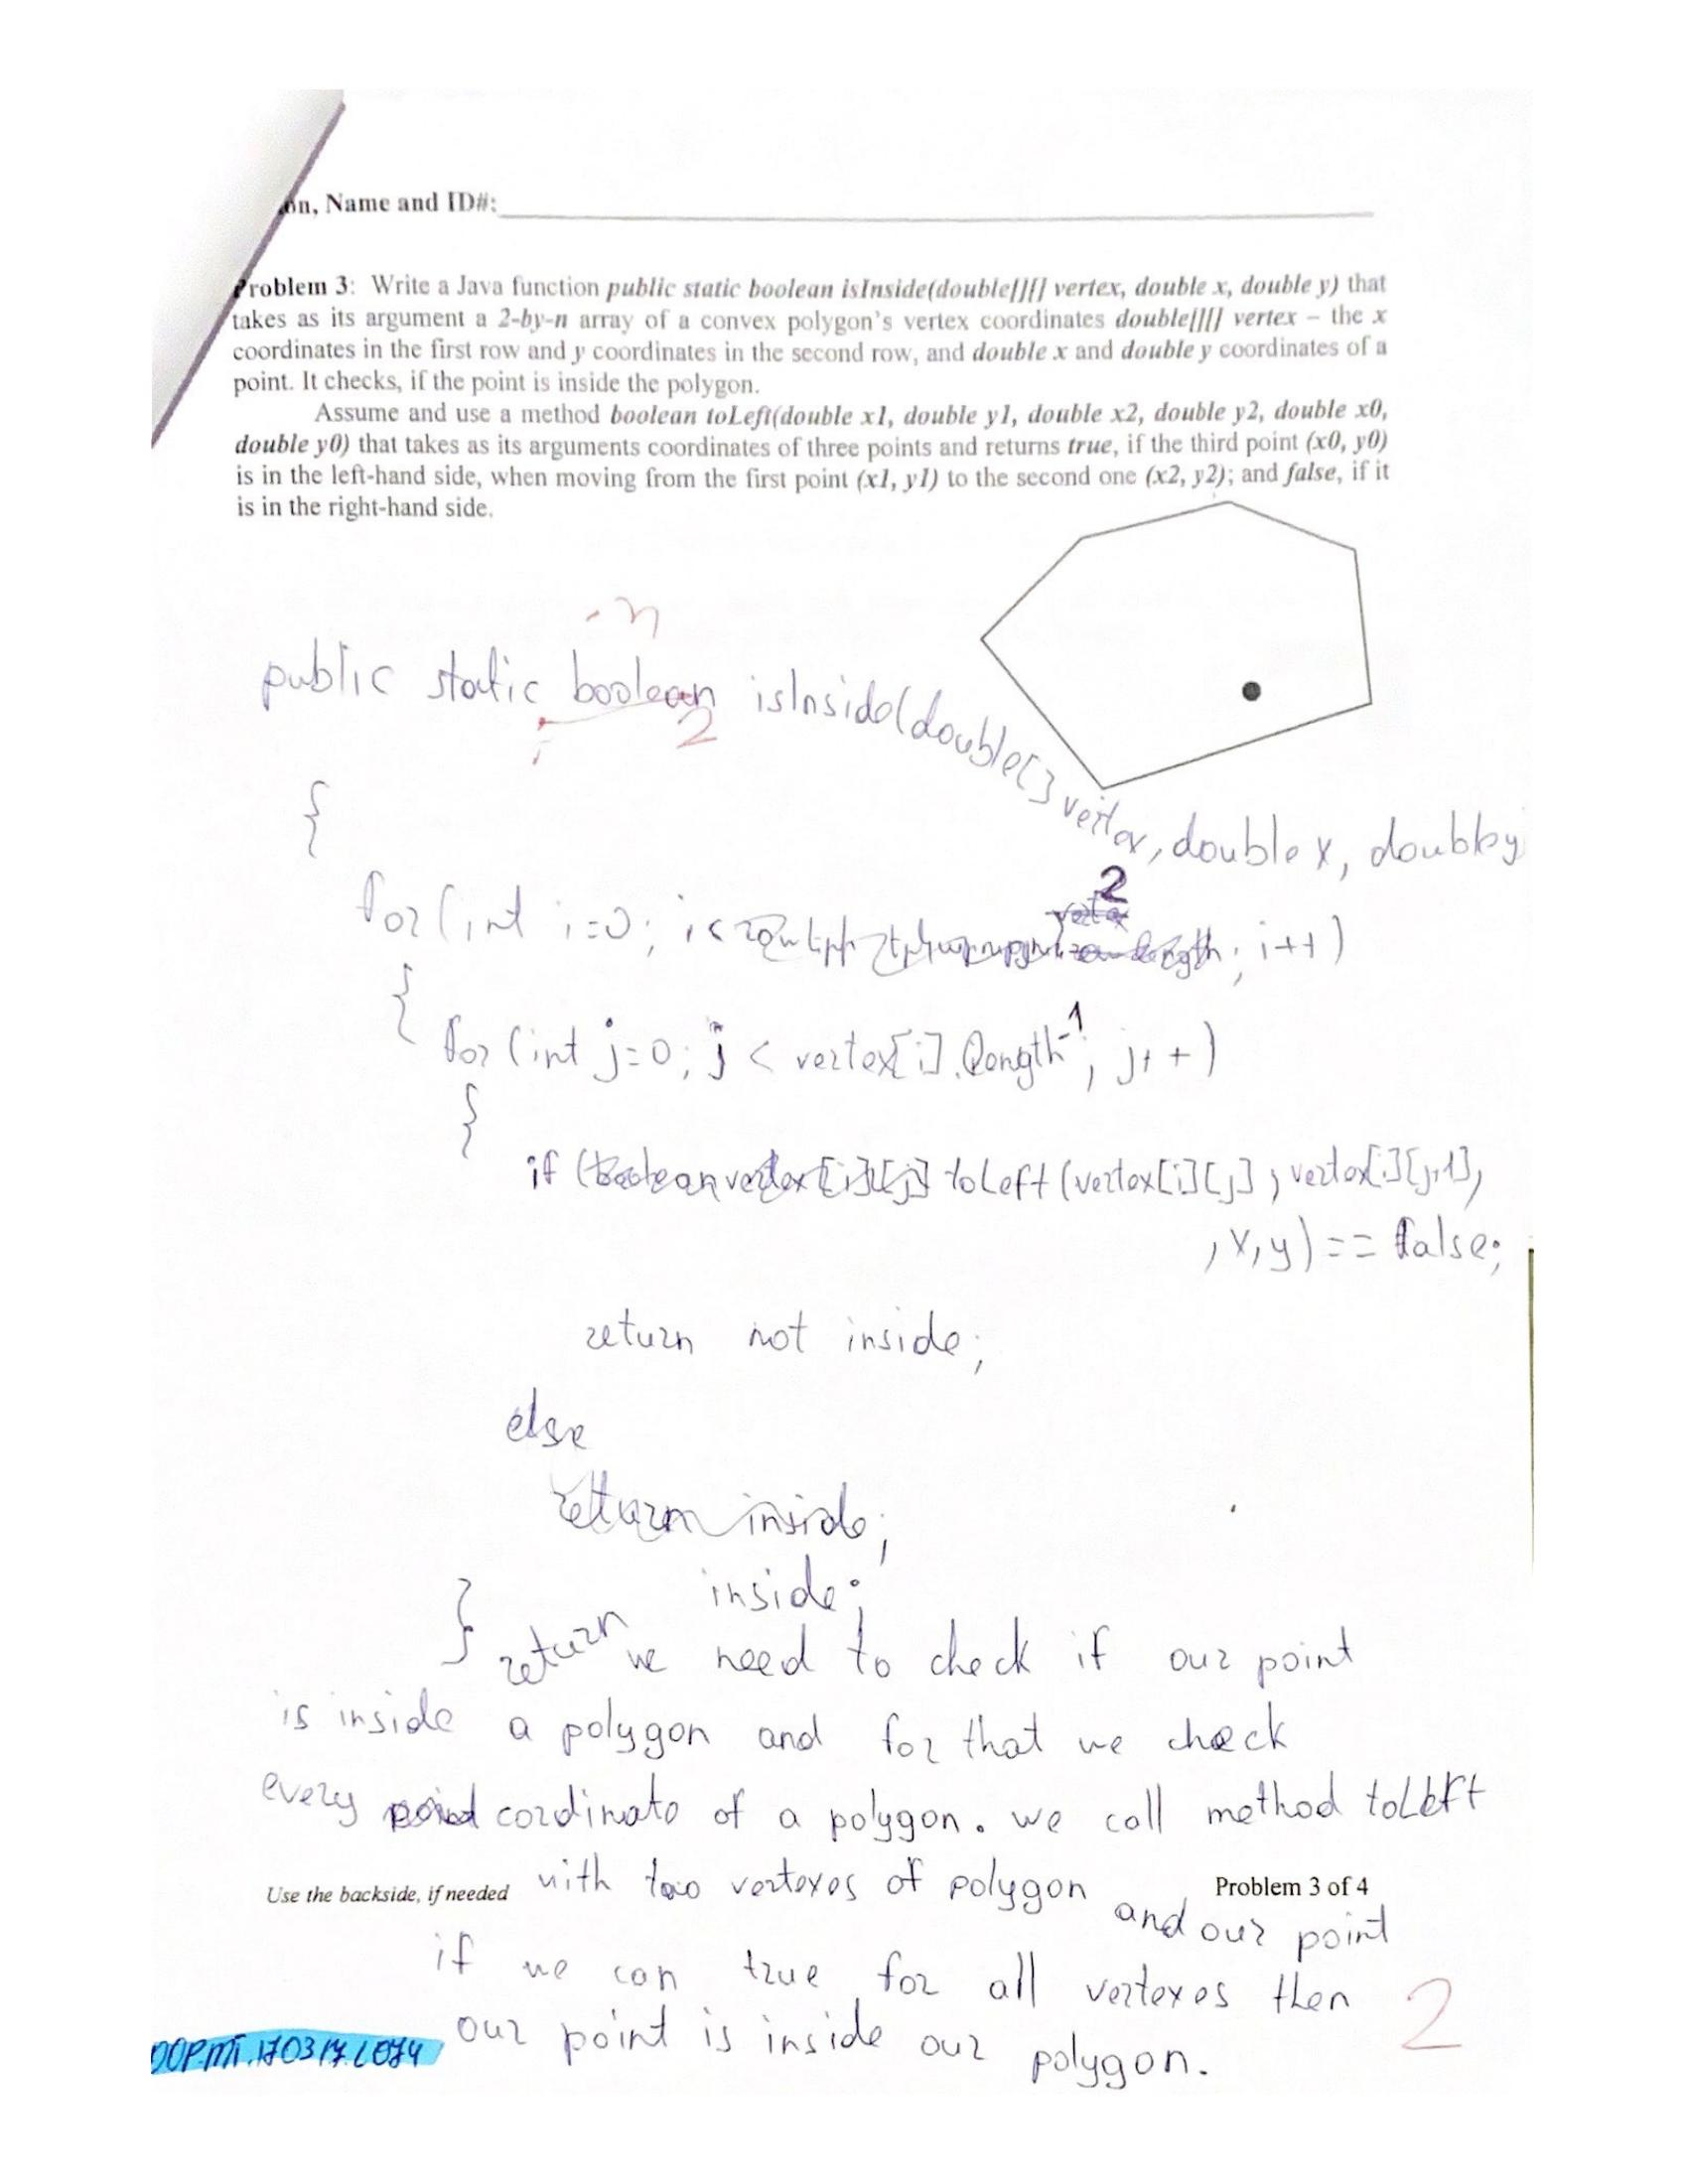 on, Name and ID#:
Problem 3: Write a Java function public static boolean isInside(double[][] vertex, double x, double y) that
takes as its argument a 2-by-n array of a convex polygon's vertex coordinates double[][] vertex – the x
coordinates in the first row and y coordinates in the second row, and double x and double y coordinates of a
point. It checks, if the point is inside the polygon.
Assume and use a method boolean toLeft(double x1, double y1, double x2, double y2, double x0,
double y0) that takes as its arguments coordinates of three points and returns true, if the third point (x0, y0)
is in the left-hand side, when moving from the first point (x1, y1) to the second one (x2, y2); and false, if it
is in the right-hand side.
public static boolean isInside(double[] vertex, double x, double y
{
for (int i=0; i< 2; i++)
{
for (int j=0; j < vertex[i].length-1; j++)
{
if (toLeft (vertex[i][j], vertex[i][j+1],
, x, y) == false;
return not inside;
else
return inside;
inside;
} return we need to check if our point
is inside a polygon and for that we check
every cordinate of a polygon. we call method toLeft
with two vertexes of polygon
Use the backside, if needed
Problem 3 of 4
and our point
if we can true for all vertexes then
our point is inside our polygon.
2